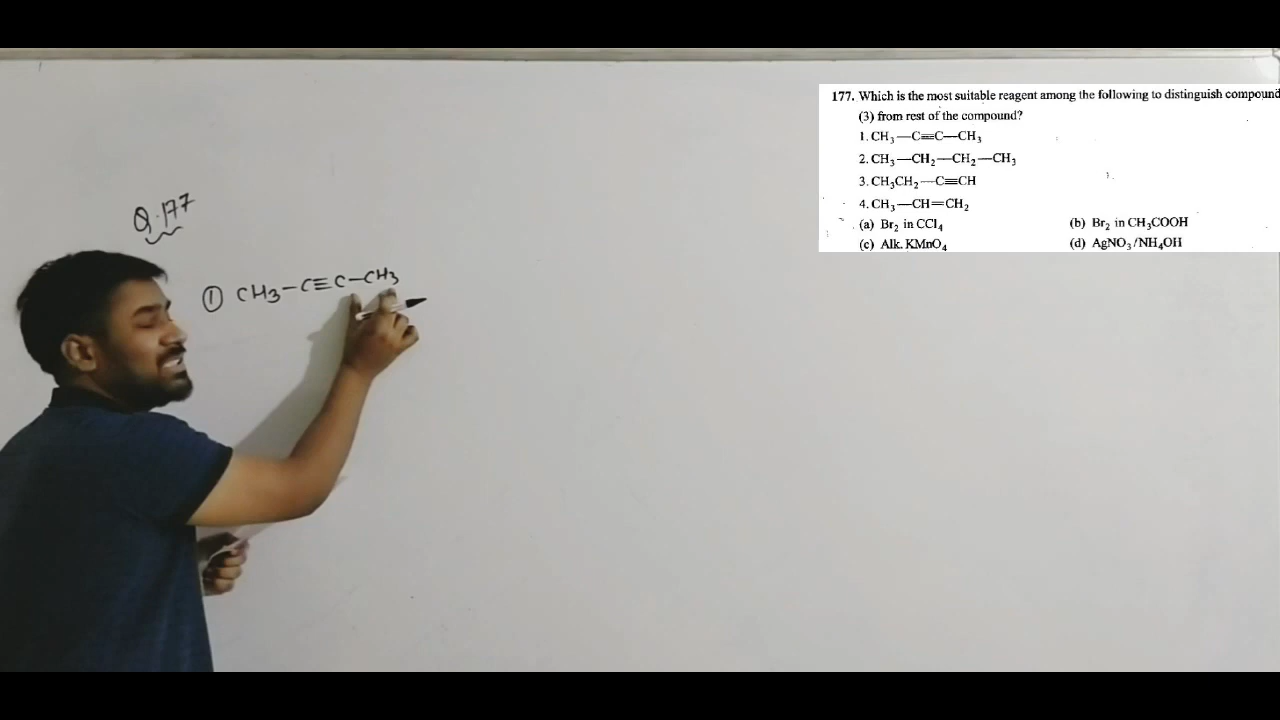 177. Which is the most suitable reagent among the following to distinguish compound
(3) from rest of the compound?
1. CH₃—C≡C—CH₃
2. CH₃—CH₂—CH₂—CH₃
3. CH₃CH₂—C≡CH
4. CH₃—CH=CH₂
(a) Br₂ in CCl₄ (b) Br₂ in CH₃COOH
(c) Alk. KMnO₄ (d) AgNO₃/NH₄OH
Q.177
① CH₃-C≡C-CH₃